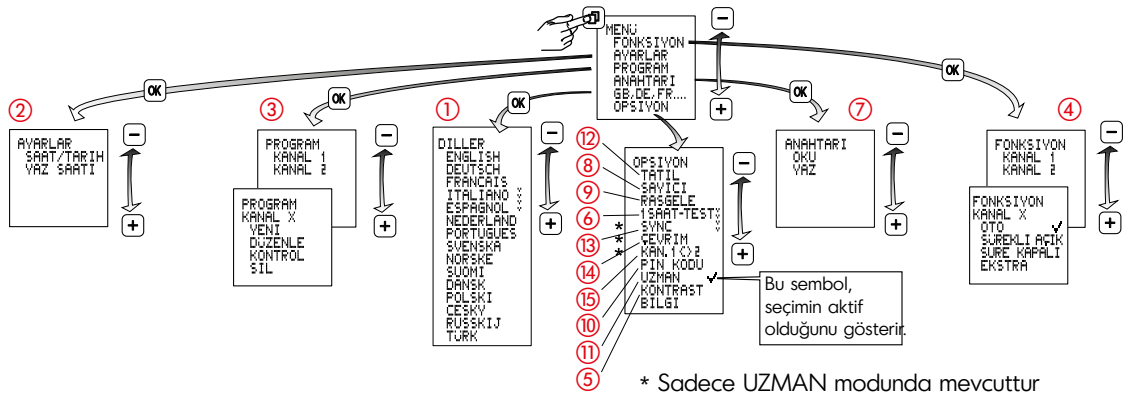 MENÜ
FONKSIYON
AYARLAR
PROGRAM
ANAHTARI
GB,DE,FR....
OPSIYON
−
+
OK
OK
OK
OK
OK
②
AYARLAR
SAAT/TARIH
YAZ SAATI
−
+
③
PROGRAM
KANAL 1
KANAL 2
PROGRAM
KANAL X
YENI
DÜZENLE
KONTROL
SIL
−
+
①
DILLER
ENGLISH
DEUTSCH
FRANCAIS
ITALIANO
ESPAGNOL
NEDERLAND
PORTUGUES
SVENSKA
NORSKE
SUOMI
DANSK
POLSKI
CESKY
RUSSKIJ
TÜRK
−
+
⑫
⑧
⑨
⑥
⑬
⑭
⑮
⑩
⑪
⑤
OPSIYON
TATIL
SAYICI
RASGELE
1SAAT-TEST
* SYNC
* ÇEVRIM
* KAN.1<>2
PIN KODU
UZMAN ✓
KONTRAST
BILGI
−
+
Bu sembol,
seçimin aktif
olduğunu gösterir.
⑦
ANAHTARI
OKU
YAZ
④
FONKSIYON
KANAL 1
KANAL 2
FONKSIYON
KANAL X
OTO ✓
SÜREKLI AÇIK
SURE KAPALI
EKSTRA
−
+
* Sadece UZMAN modunda mevcuttur